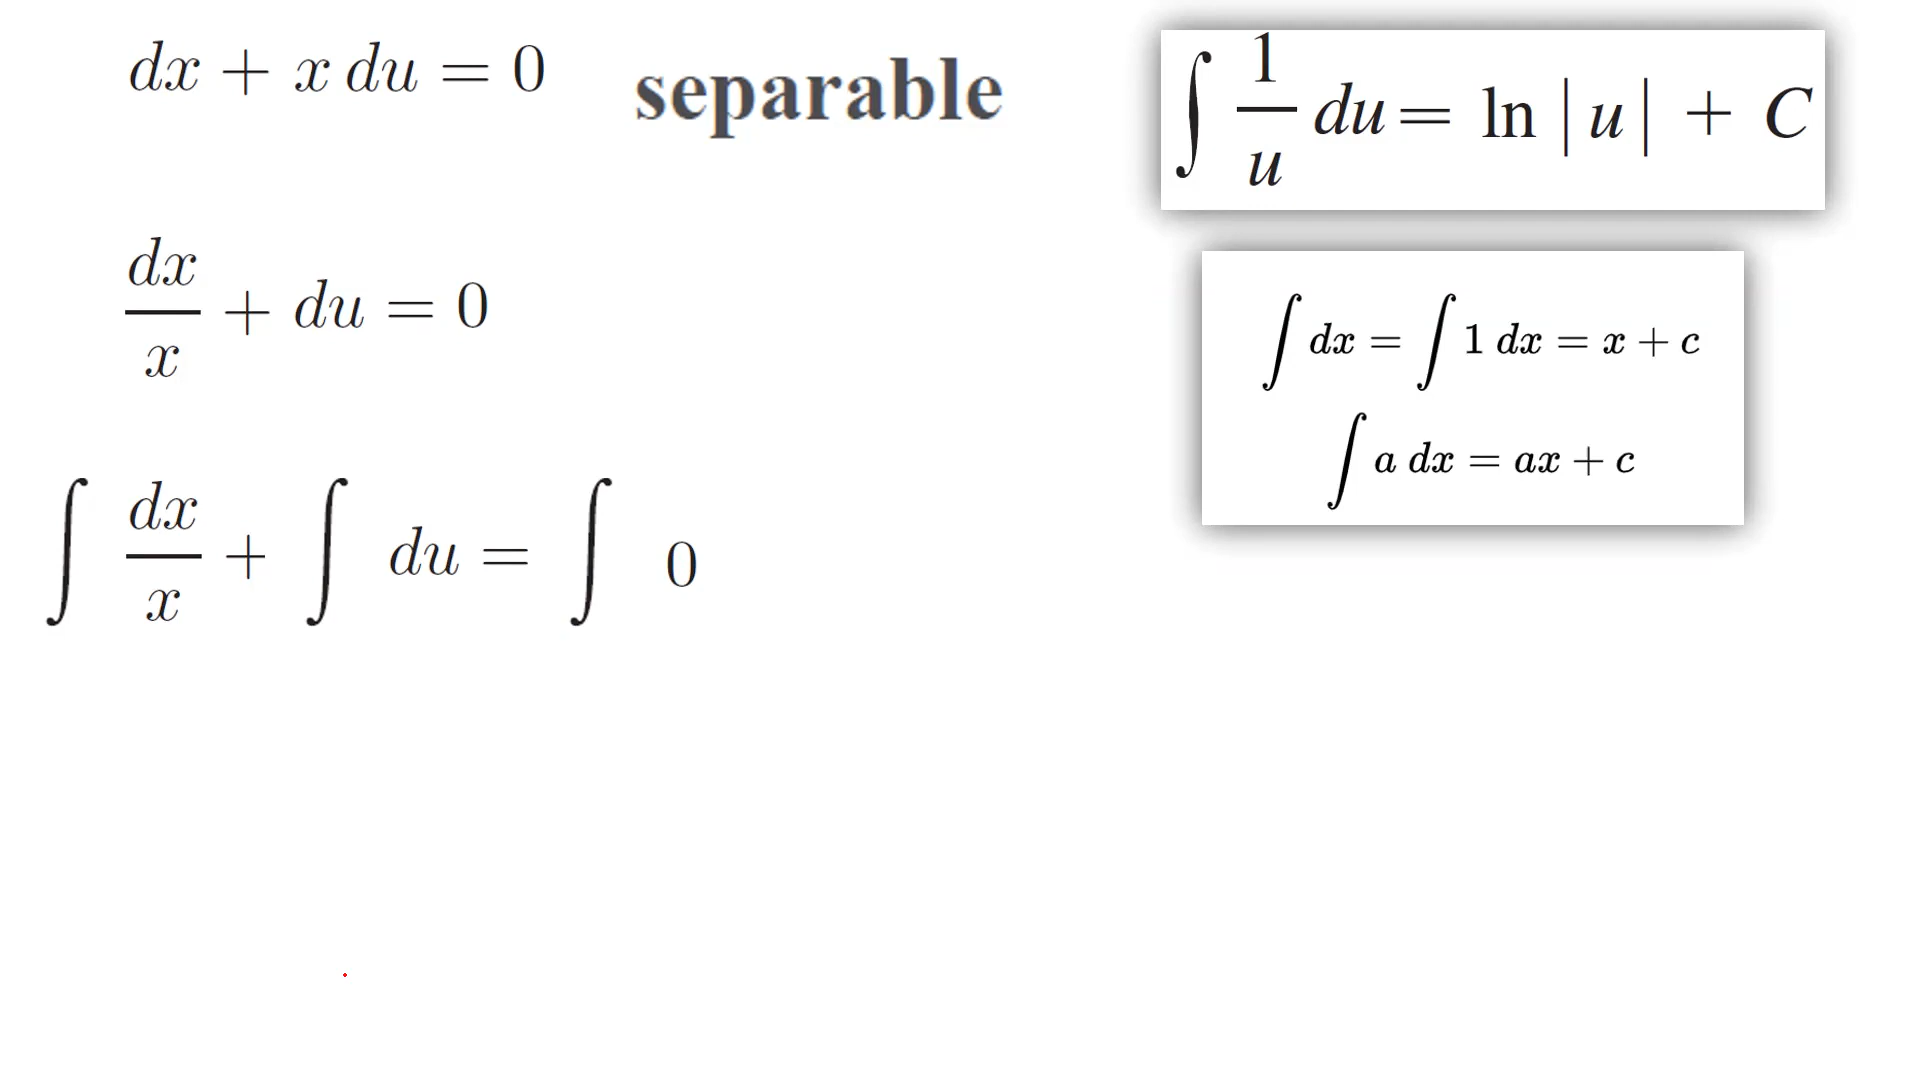 dx + x du = 0
separable
∫ 1/u du = ln |u| + C
dx/x + du = 0
∫ dx = ∫ 1 dx = x + c
∫ a dx = ax + c
∫ dx/x + ∫ du = ∫ 0